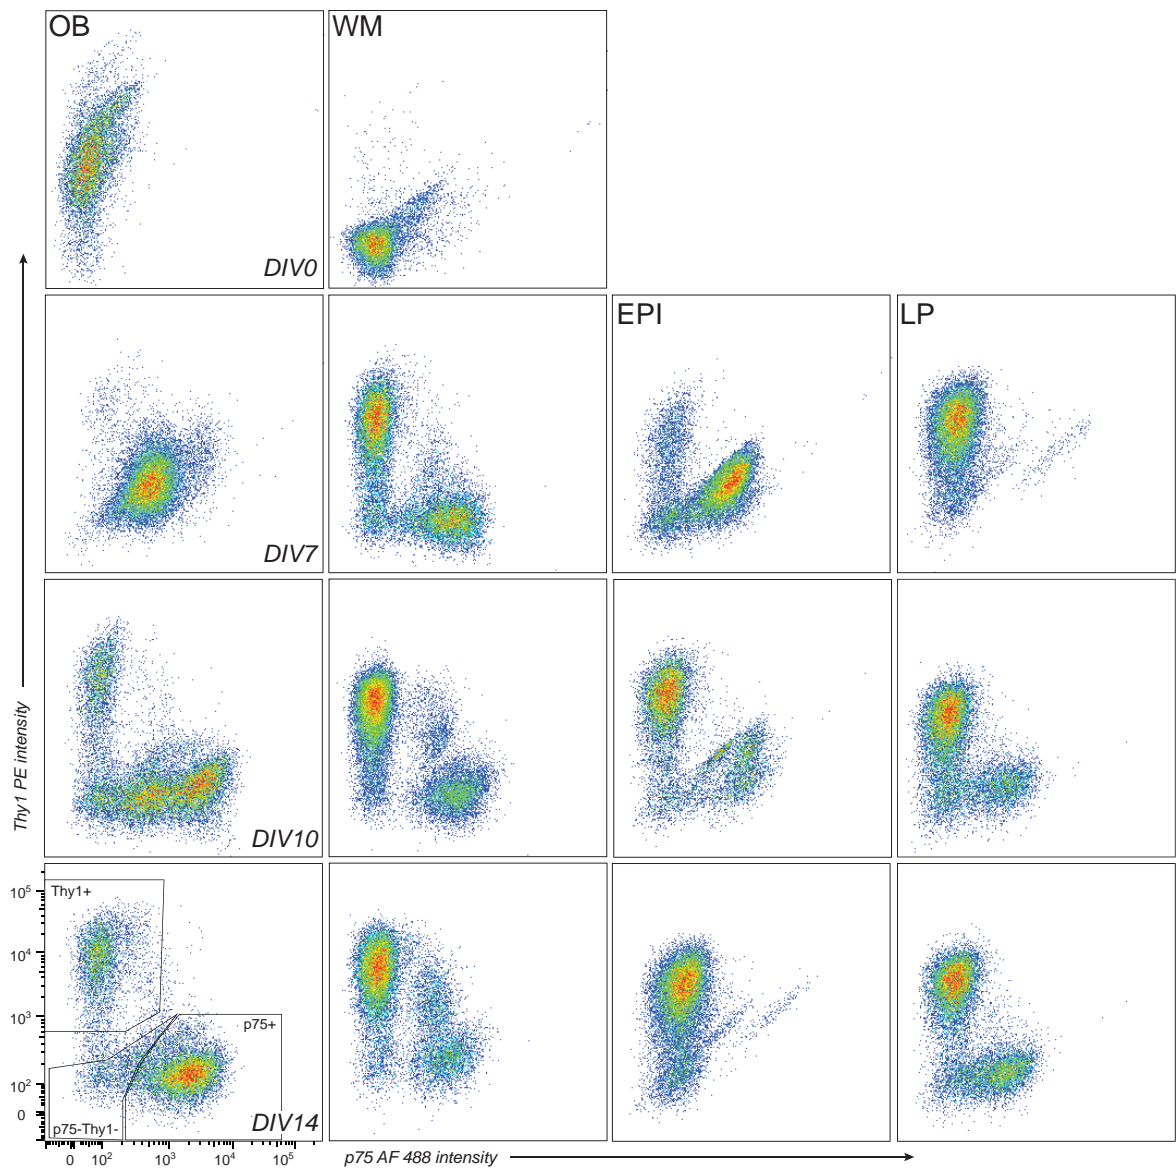 OB
WM
DIV0
EPI
LP
DIV7
DIV10
Thy1 PE intensity
Thy1+
p75+
p75-Thy1-
DIV14
10⁵
10⁴
10³
10²
0
0 10² 10³ 10⁴ 10⁵
p75 AF 488 intensity